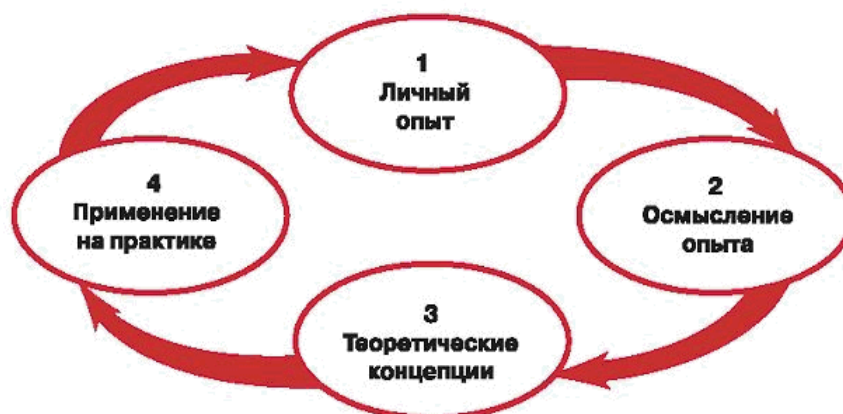 1
Личный
опыт
2
Осмысление
опыта
3
Теоретические
концепции
4
Применение
на практике